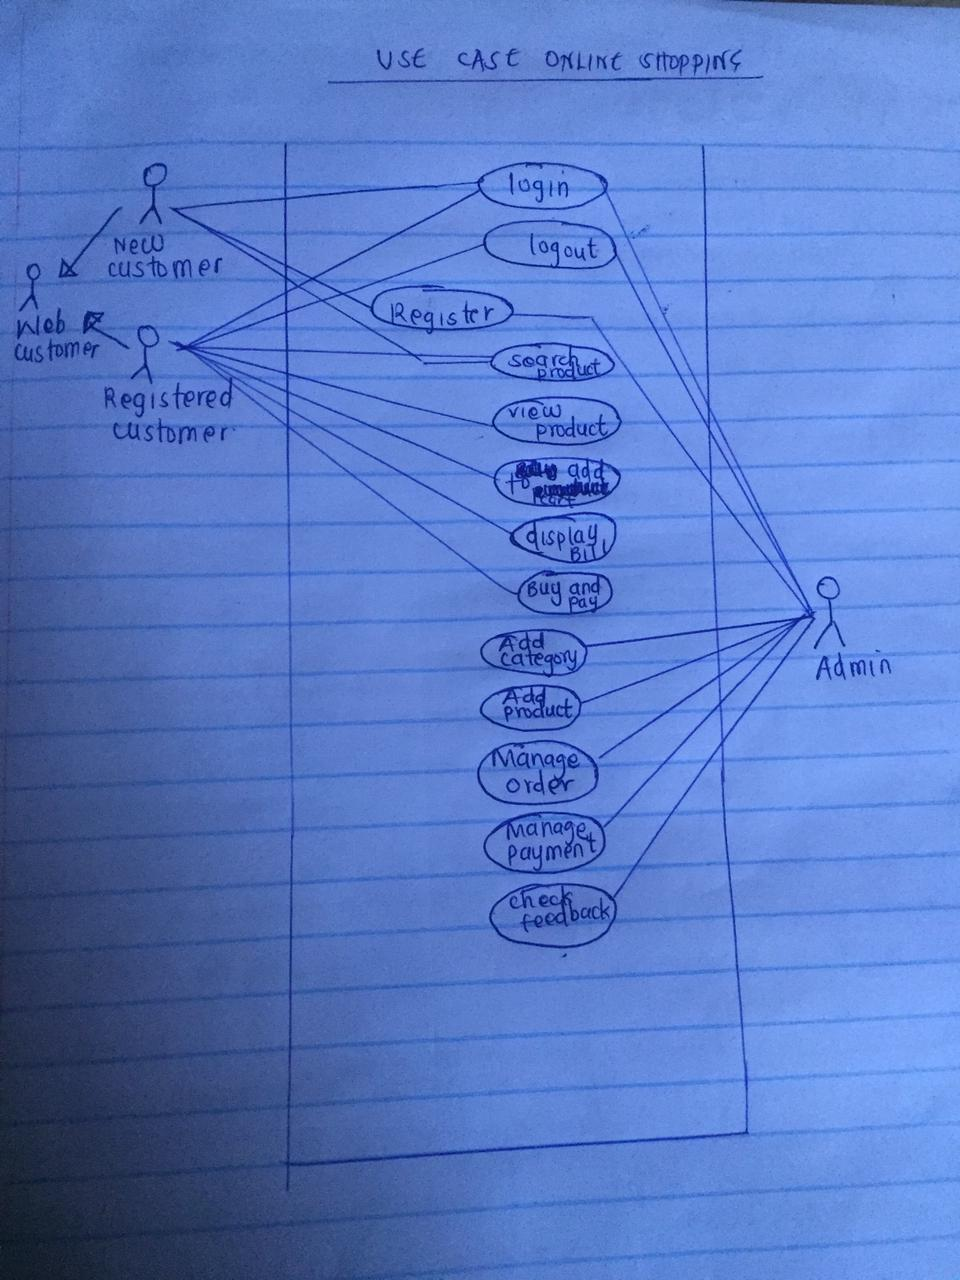 USE CASE ONLINE SHOPPING
login
logout
New
customer
Web
customer
Register
search
product
Registered
customer
view
product
to add
cart
display
Bill
Buy and
pay
Add
category
Admin
Add
product
Manage
order
Manage
payment
check
feedback